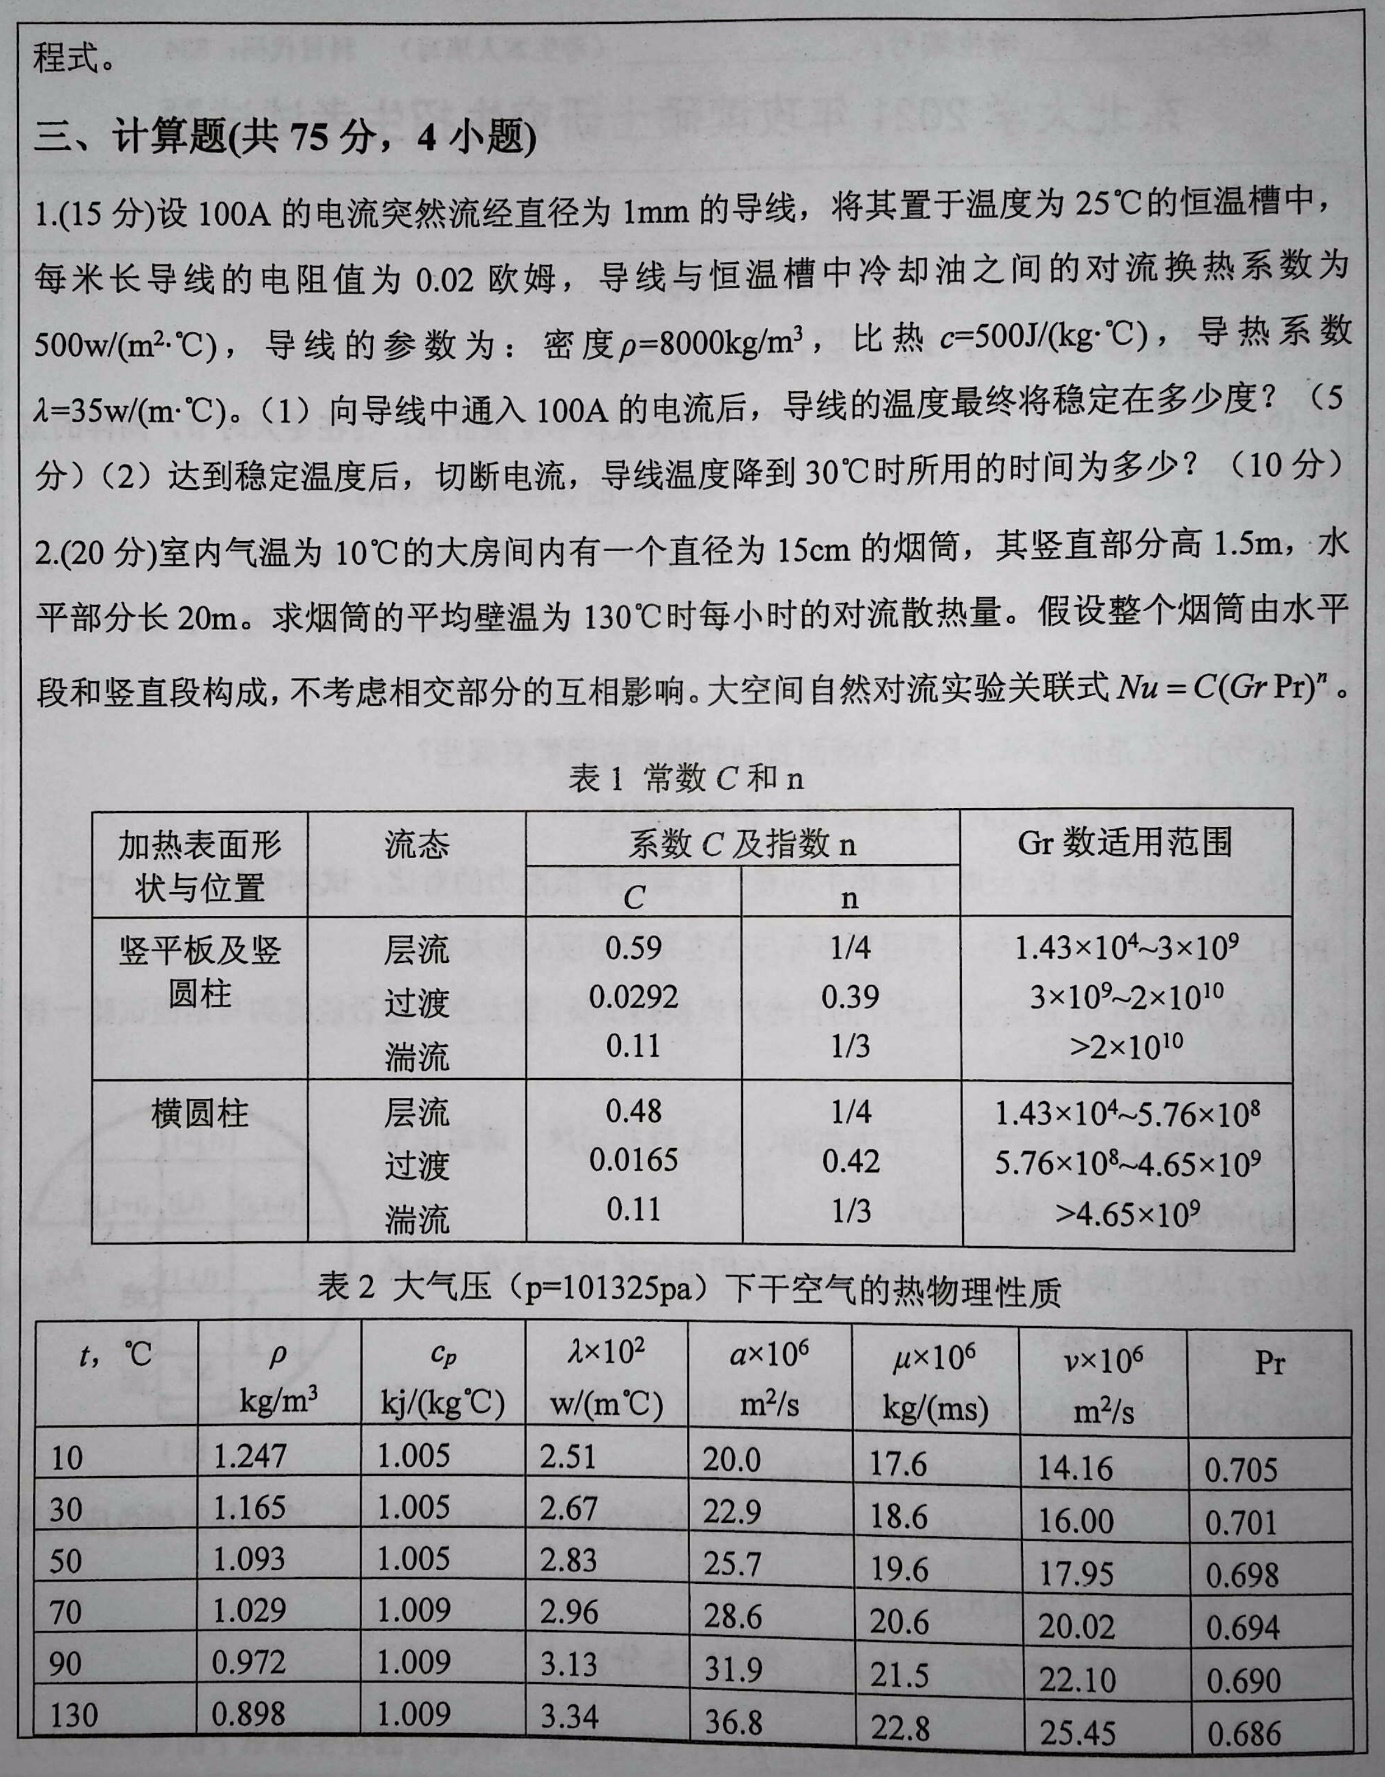 程式。
三、计算题(共 75 分，4 小题)
1.(15 分)设 100A 的电流突然流经直径为 1mm 的导线，将其置于温度为 25℃的恒温槽中，
每米长导线的电阻值为 0.02 欧姆，导线与恒温槽中冷却油之间的对流换热系数为
500w/(m²·℃)，导线的参数为：密度ρ=8000kg/m³，比热 c=500J/(kg·℃)，导热系数
λ=35w/(m·℃)。（1）向导线中通入 100A 的电流后，导线的温度最终将稳定在多少度？（5
分）（2）达到稳定温度后，切断电流，导线温度降到 30℃时所用的时间为多少？（10 分）
2.(20 分)室内气温为 10℃的大房间内有一个直径为 15cm 的烟筒，其竖直部分高 1.5m，水
平部分长 20m。求烟筒的平均壁温为 130℃时每小时的对流散热量。假设整个烟筒由水平
段和竖直段构成，不考虑相交部分的互相影响。大空间自然对流实验关联式 Nu = C(Gr Pr)ⁿ。
表 1 常数 C 和 n
加热表面形 流态 系数 C 及指数 n Gr 数适用范围
状与位置 C n
竖平板及竖 层流 0.59 1/4 1.43×10⁴~3×10⁹
圆柱 过渡 0.0292 0.39 3×10⁹~2×10¹⁰
湍流 0.11 1/3 >2×10¹⁰
横圆柱 层流 0.48 1/4 1.43×10⁴~5.76×10⁸
过渡 0.0165 0.42 5.76×10⁸~4.65×10⁹
湍流 0.11 1/3 >4.65×10⁹
表 2 大气压（p=101325pa）下干空气的热物理性质
t，℃ ρ cₚ λ×10² a×10⁶ μ×10⁶ ν×10⁶ Pr
kg/m³ kj/(kg℃) w/(m℃) m²/s kg/(ms) m²/s
10 1.247 1.005 2.51 20.0 17.6 14.16 0.705
30 1.165 1.005 2.67 22.9 18.6 16.00 0.701
50 1.093 1.005 2.83 25.7 19.6 17.95 0.698
70 1.029 1.009 2.96 28.6 20.6 20.02 0.694
90 0.972 1.009 3.13 31.9 21.5 22.10 0.690
130 0.898 1.009 3.34 36.8 22.8 25.45 0.686